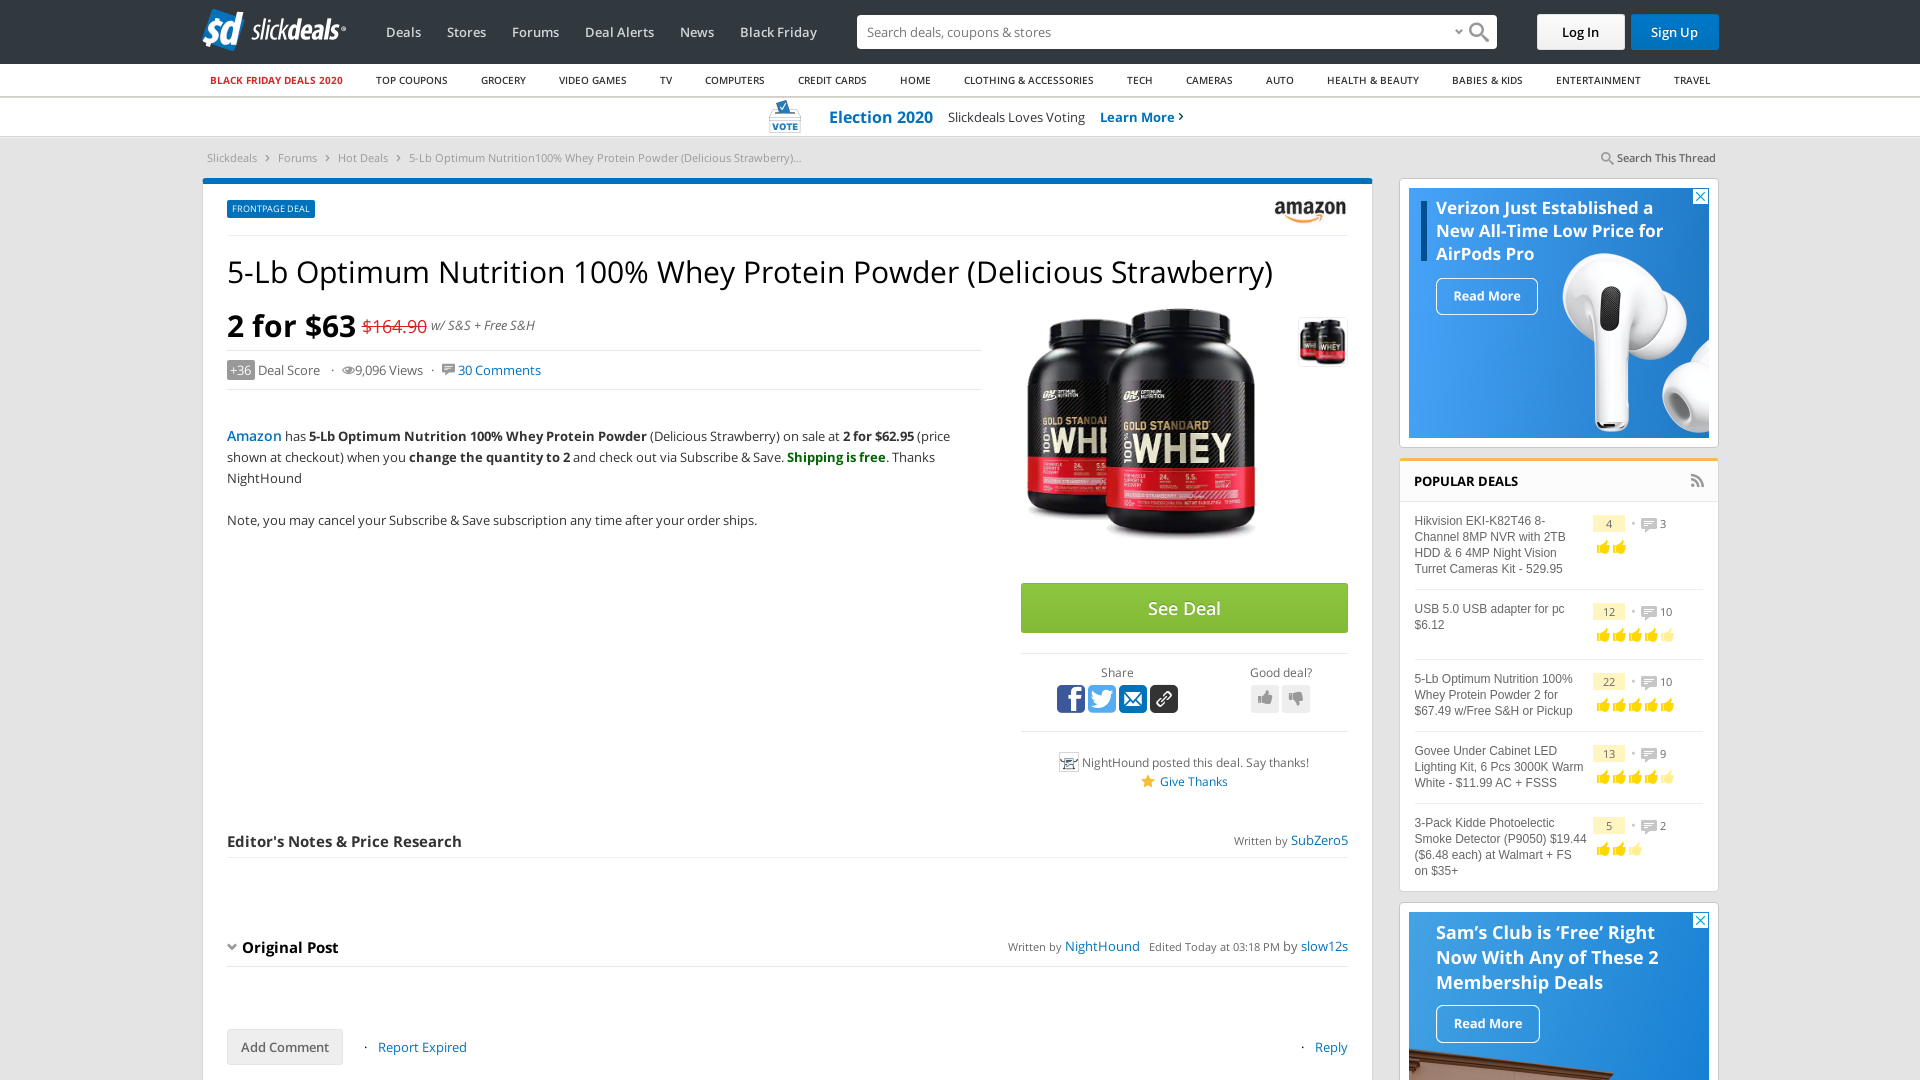 sd slickdeals
Deals Stores Forums Deal Alerts News Black Friday
Search deals, coupons & shops
Log In Sign Up
BLACK FRIDAY DEALS 2020 TOP COUPONS GROCERY VIDEO GAMES TV COMPUTERS CREDIT CARDS HOME CLOTHING & ACCESSORIES TECH CAMERAS AUTO HEALTH & BEAUTY BABIES & KIDS ENTERTAINMENT TRAVEL
VOTE Election 2020 Slickdeals Loves Voting Learn More
Slickdeals Forums Hot Deals 5-Lb Optimum Nutrition100% Whey Protein Powder (Delicious Strawberry)...
Search This Thread
FRONTPAGE DEAL
amazon
5-Lb Optimum Nutrition 100% Whey Protein Powder (Delicious Strawberry)
2 for $63 $164.90 w/ S&S + Free S&H
+36 Deal Score · 9,096 Views · 30 Comments
Amazon has 5-Lb Optimum Nutrition 100% Whey Protein Powder (Delicious Strawberry) on sale at 2 for $62.95 (price
shown at checkout) when you change the quantity to 2 and check out via Subscribe & Save. Shipping is free. Thanks
NightHound
Note, you may cancel your Subscribe & Save subscription any time after your order ships.
ON OPTIMUM NUTRITION
GOLD STANDARD
100% WHEY
See Deal
Share
Good deal?
NightHound posted this deal. Say thanks!
Give Thanks
Editor's Notes & Price Research
Written by SubZero5
Original Post
Written by NightHound Edited Today at 03:18 PM by slow12s
Add Comment · Report Expired
· Reply
Verizon Just Established a
New All-Time Low Price for
AirPods Pro
Read More
POPULAR DEALS
Hikvision EKI-K82T46 8-
Channel 8MP NVR with 2TB
HDD & 6 4MP Night Vision
Turret Cameras Kit - 529.95
4 · 3
USB 5.0 USB adapter for pc
$6.12
12 · 10
5-Lb Optimum Nutrition 100%
Whey Protein Powder 2 for
$67.49 w/Free S&H or Pickup
22 · 10
Govee Under Cabinet LED
Lighting Kit, 6 Pcs 3000K Warm
White - $11.99 AC + FSSS
13 · 9
3-Pack Kidde Photoelectic
Smoke Detector (P9050) $19.44
($6.48 each) at Walmart + FS
on $35+
5 · 2
Sam's Club is ‘Free’ Right
Now With Any of These 2
Membership Deals
Read More